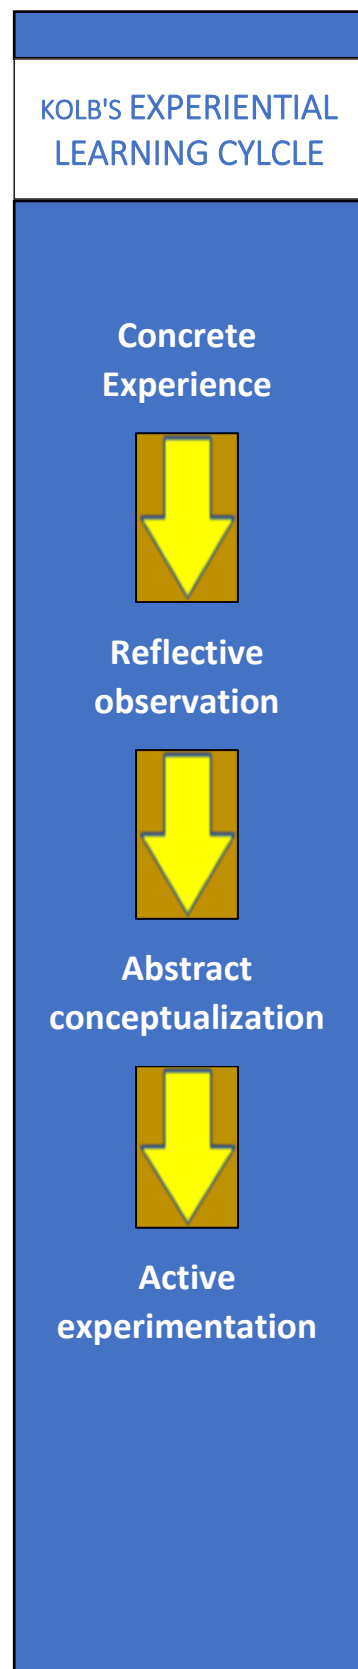 KOLB'S EXPERIENTIAL
LEARNING CYLCLE
Concrete
Experience
Reflective
observation
Abstract
conceptualization
Active
experimentation